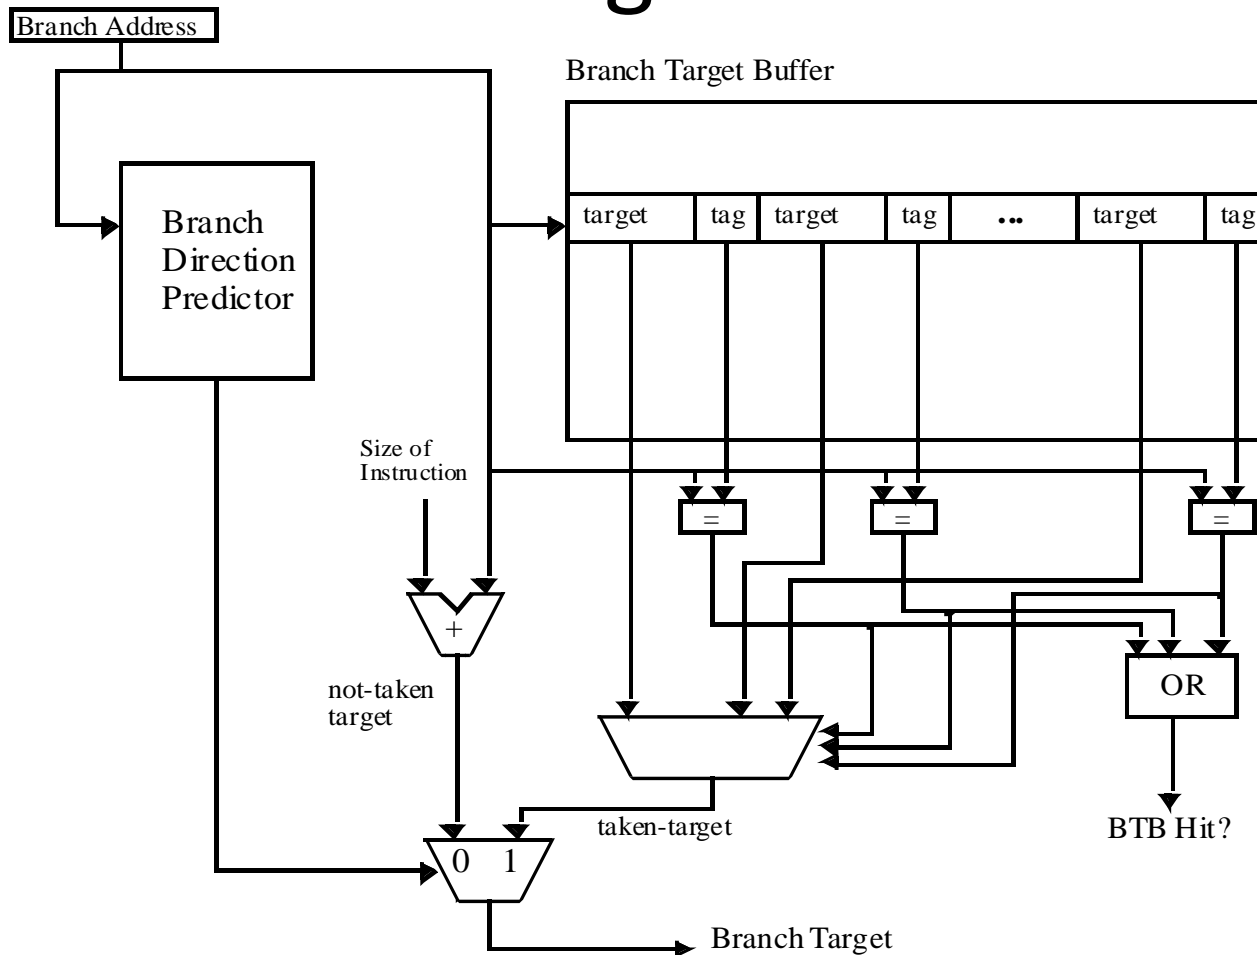 g
Branch Address
Branch Target Buffer
target tag target tag ... target tag
Branch
Direction
Predictor
Size of
Instruction
= = =
+
OR
not-taken
target
taken-target
BTB Hit?
0 1
Branch Target